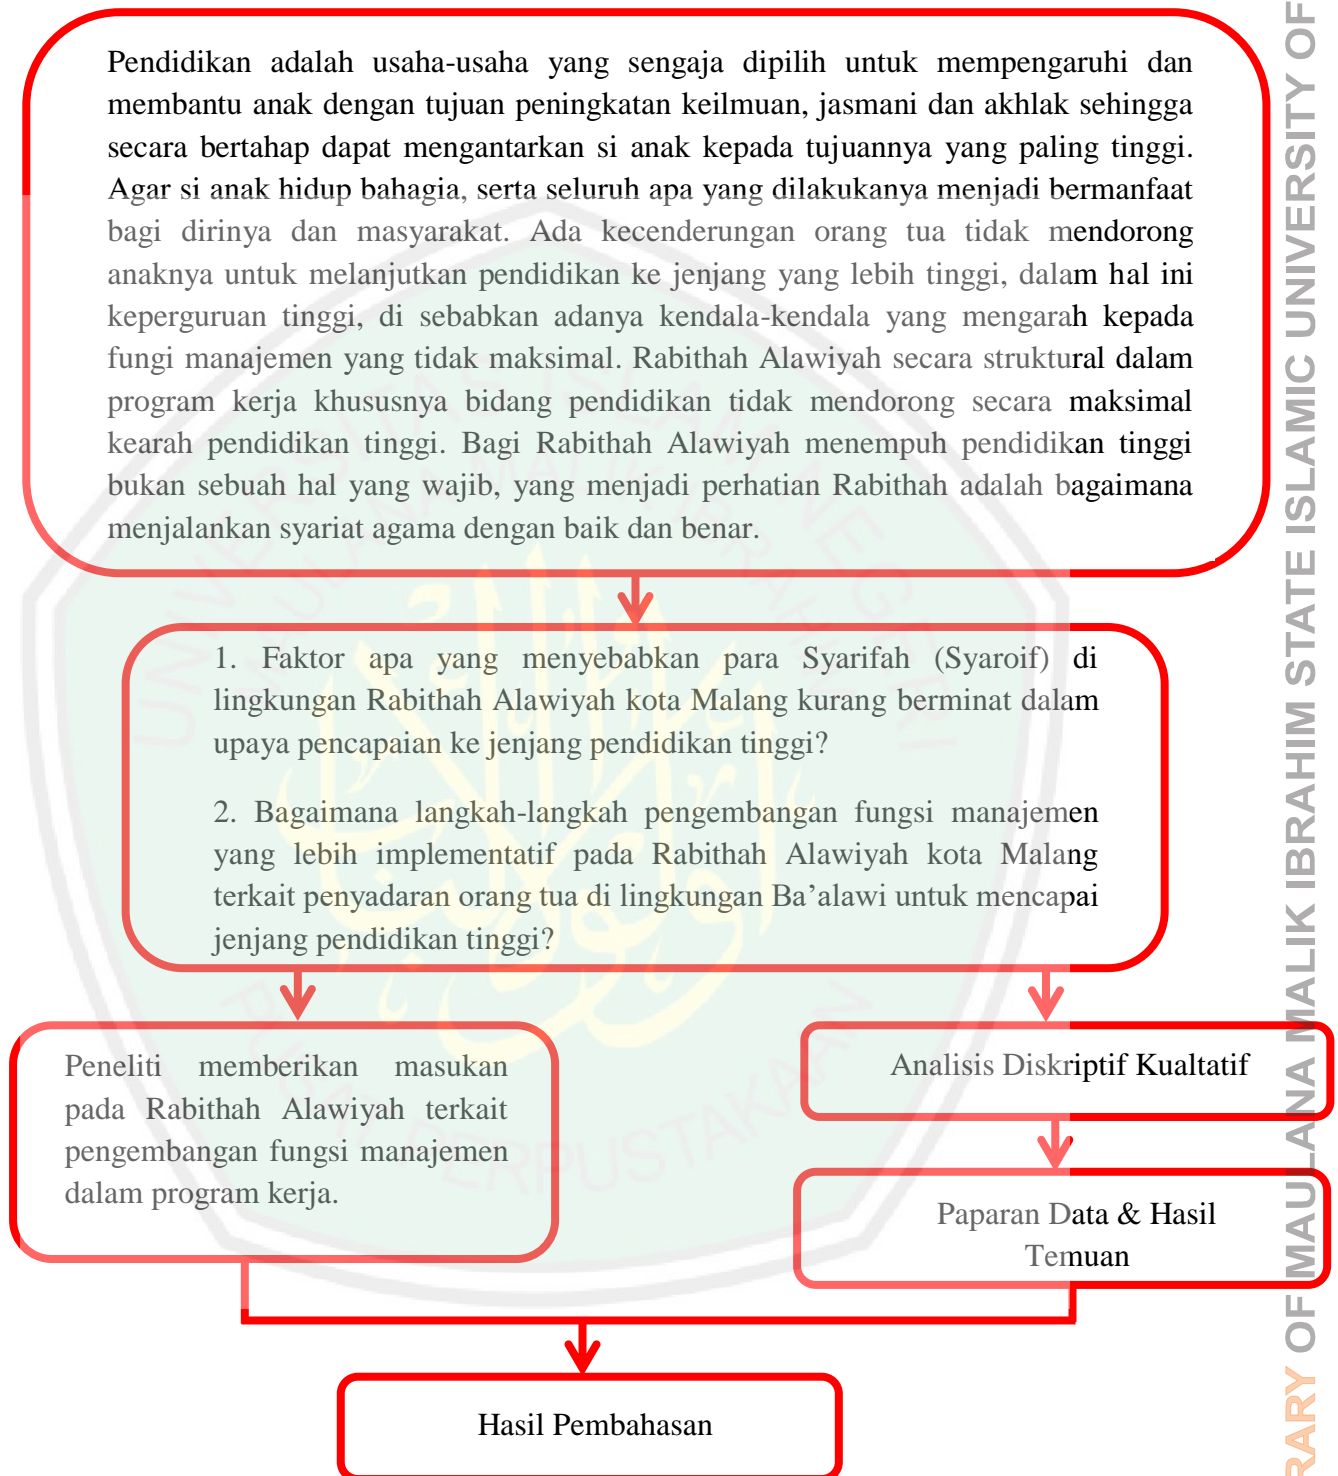 Pendidikan adalah usaha-usaha yang sengaja dipilih untuk mempengaruhi dan
membantu anak dengan tujuan peningkatan keilmuan, jasmani dan akhlak sehingga
secara bertahap dapat mengantarkan si anak kepada tujuannya yang paling tinggi.
Agar si anak hidup bahagia, serta seluruh apa yang dilakukanya menjadi bermanfaat
bagi dirinya dan masyarakat. Ada kecenderungan orang tua tidak mendorong
anaknya untuk melanjutkan pendidikan ke jenjang yang lebih tinggi, dalam hal ini
keperguruan tinggi, di sebabkan adanya kendala-kendala yang mengarah kepada
fungi manajemen yang tidak maksimal. Rabithah Alawiyah secara struktural dalam
program kerja khususnya bidang pendidikan tidak mendorong secara maksimal
kearah pendidikan tinggi. Bagi Rabithah Alawiyah menempuh pendidikan tinggi
bukan sebuah hal yang wajib, yang menjadi perhatian Rabithah adalah bagaimana
menjalankan syariat agama dengan baik dan benar.
1. Faktor apa yang menyebabkan para Syarifah (Syaroif) di
lingkungan Rabithah Alawiyah kota Malang kurang berminat dalam
upaya pencapaian ke jenjang pendidikan tinggi?
2. Bagaimana langkah-langkah pengembangan fungsi manajemen
yang lebih implementatif pada Rabithah Alawiyah kota Malang
terkait penyadaran orang tua di lingkungan Ba’alawi untuk mencapai
jenjang pendidikan tinggi?
Peneliti memberikan masukan
pada Rabithah Alawiyah terkait
pengembangan fungsi manajemen
dalam program kerja.
Analisis Diskriptif Kualtatif
Paparan Data & Hasil
Temuan
Hasil Pembahasan
UNIVERSITAS ISLAM NEGERI
MAULANA MALIK IBRAHIM
PUSAT PERPUSTAKAAN
OF MAULANA MALIK IBRAHIM STATE ISLAMIC UNIVERSITY OF